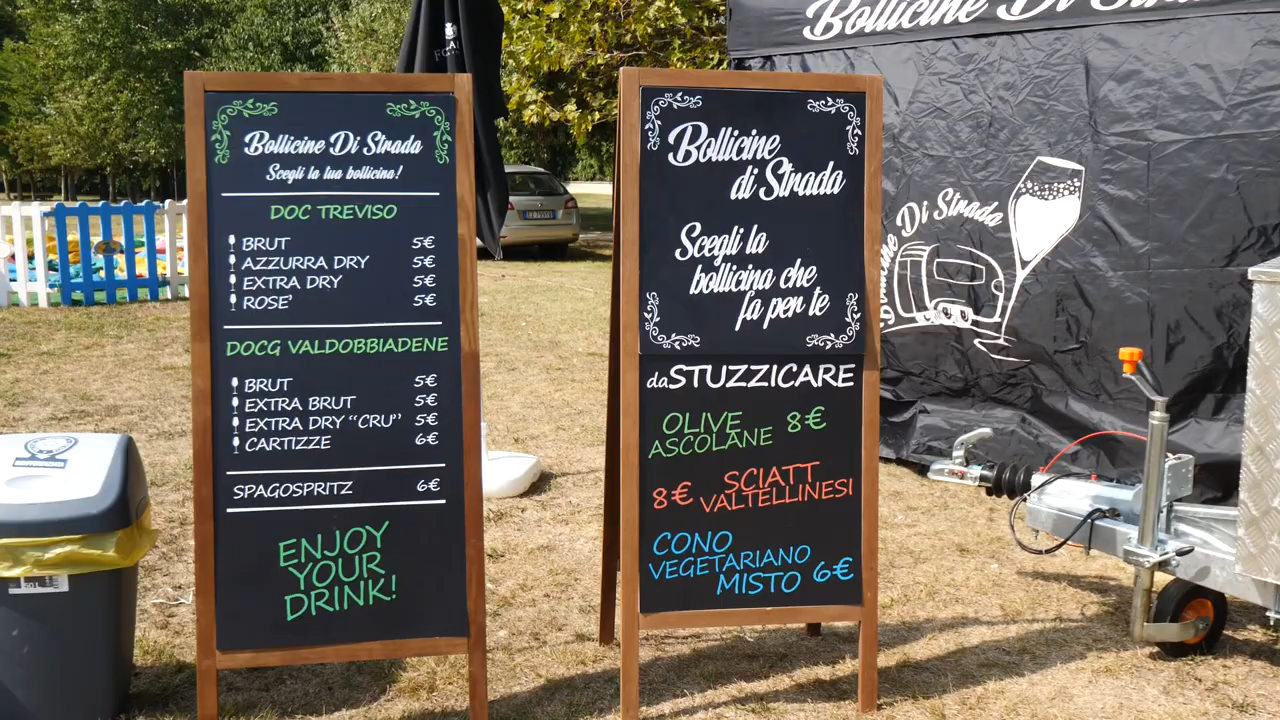 Bollicine Di Strada
Scegli la tua bollicina!
DOC TREVISO
BRUT 5€
AZZURRA DRY 5€
EXTRA DRY 5€
ROSE' 5€
DOCG VALDOBBIADENE
BRUT 5€
EXTRA BRUT 5€
EXTRA DRY "CRU" 5€
CARTIZZE 6€
SPAGOSPRITZ 6€
ENJOY
YOUR
DRINK!
Bollicine
di Strada
Scegli la
bollicina che
fa per te
da STUZZICARE
OLIVE
ASCOLANE 8€
8€ SCIATT
VALTELLINESI
CONO
VEGETARIANO
MISTO 6€
Bollicine Di Strada
Bollicine Di Strada
50L